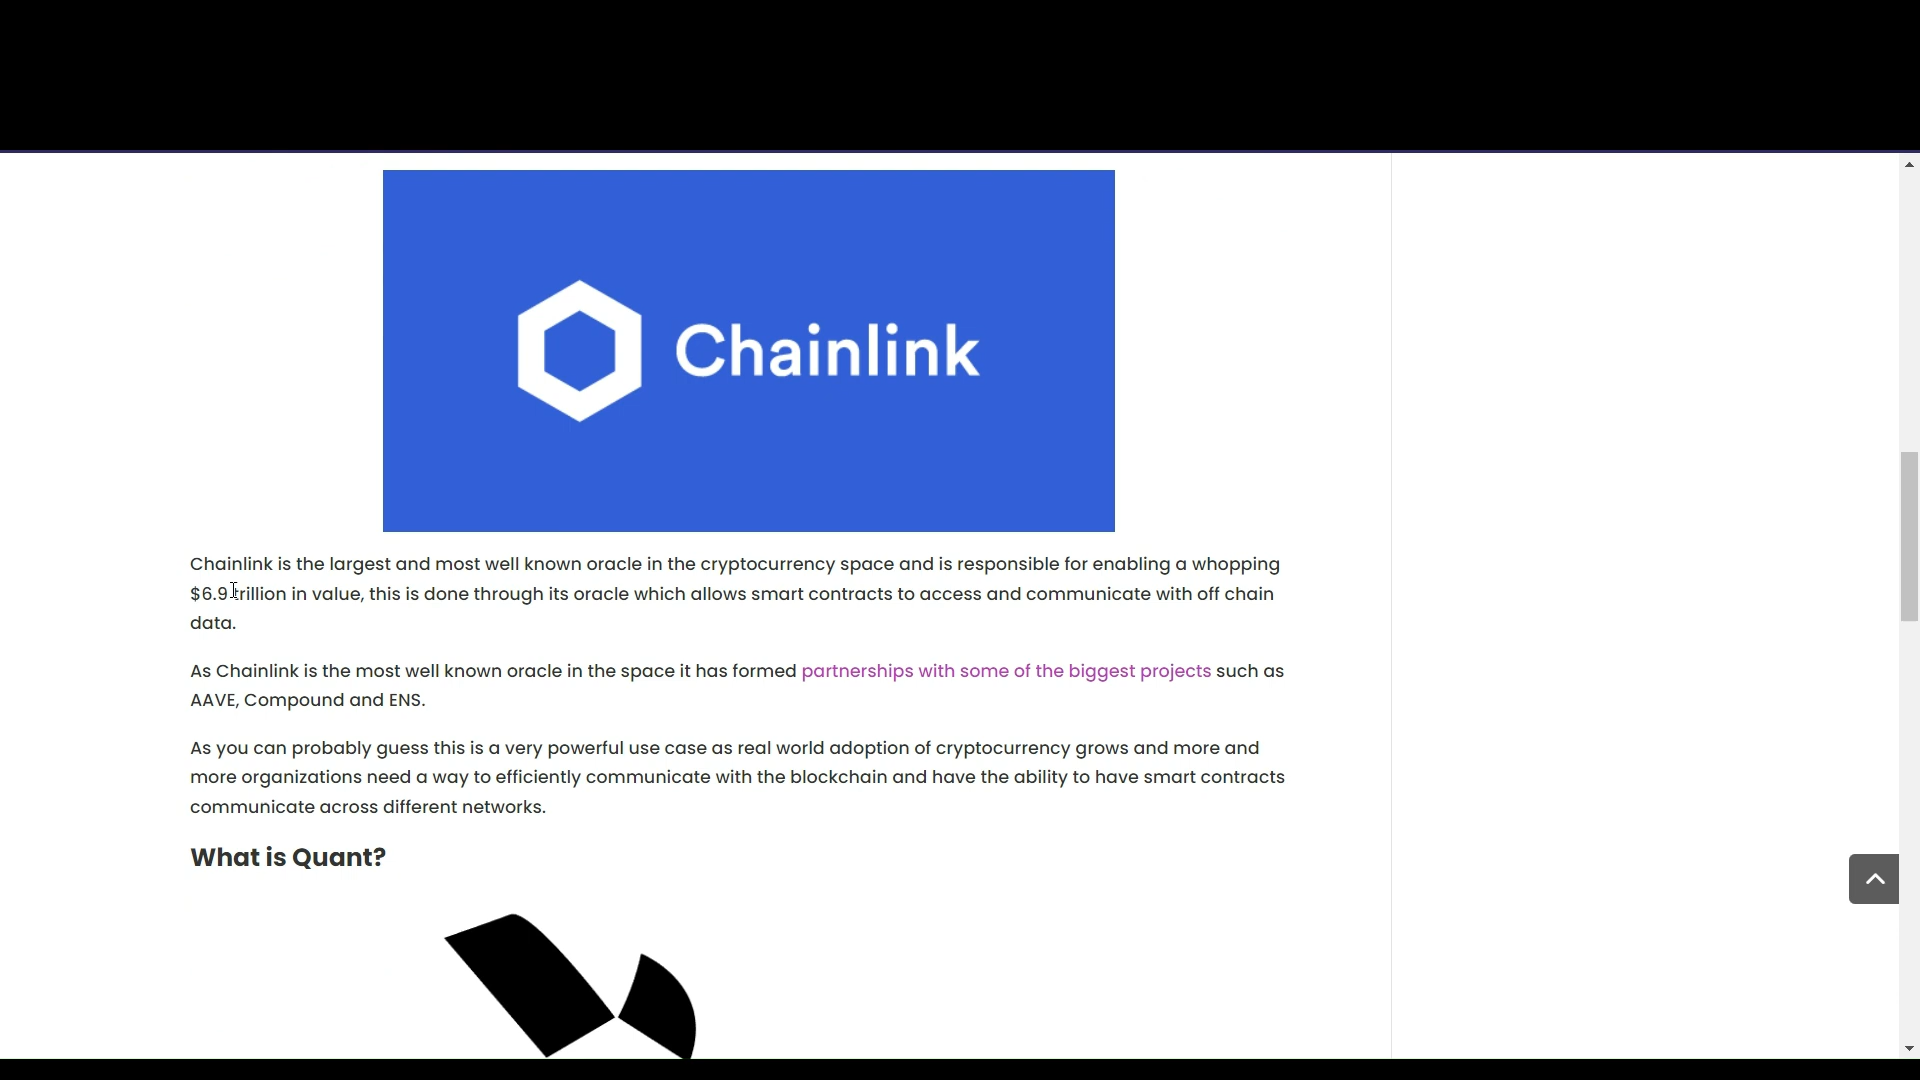 Chainlink
Chainlink is the largest and most well known oracle in the cryptocurrency space and is responsible for enabling a whopping
$6.9 trillion in value, this is done through its oracle which allows smart contracts to access and communicate with off chain
data.
As Chainlink is the most well known oracle in the space it has formed partnerships with some of the biggest projects such as
AAVE, Compound and ENS.
As you can probably guess this is a very powerful use case as real world adoption of cryptocurrency grows and more and
more organizations need a way to efficiently communicate with the blockchain and have the ability to have smart contracts
communicate across different networks.
What is Quant?